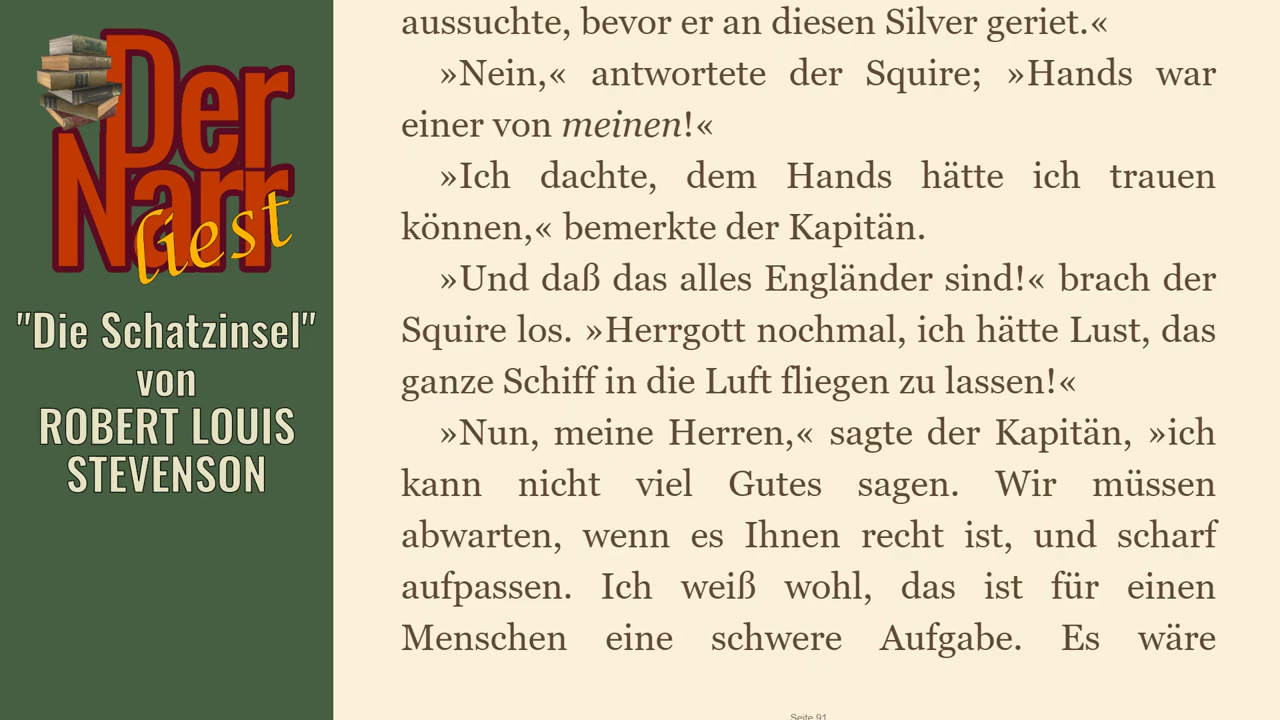 Der
Narr
liest
"Die Schatzinsel"
von
ROBERT LOUIS
STEVENSON
aussuchte, bevor er an diesen Silver geriet.«
»Nein,« antwortete der Squire; »Hands war
einer von meinen!«
»Ich dachte, dem Hands hätte ich trauen
können,« bemerkte der Kapitän.
»Und daß das alles Engländer sind!« brach der
Squire los. »Herrgott nochmal, ich hätte Lust, das
ganze Schiff in die Luft fliegen zu lassen!«
»Nun, meine Herren,« sagte der Kapitän, »ich
kann nicht viel Gutes sagen. Wir müssen
abwarten, wenn es Ihnen recht ist, und scharf
aufpassen. Ich weiß wohl, das ist für einen
Menschen eine schwere Aufgabe. Es wäre
Seite 91